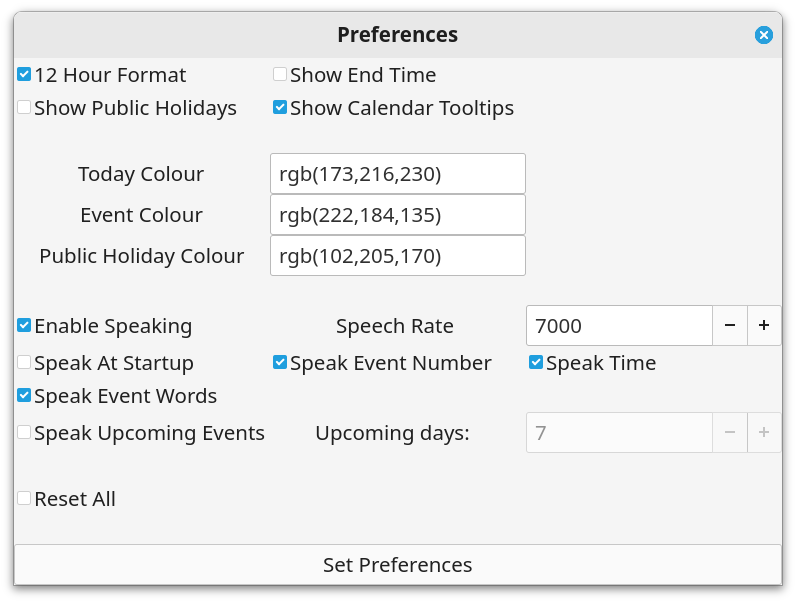 Preferences
12 Hour Format Show End Time
Show Public Holidays Show Calendar Tooltips
Today Colour rgb(173,216,230)
Event Colour rgb(222,184,135)
Public Holiday Colour rgb(102,205,170)
Enable Speaking Speech Rate 7000 − +
Speak At Startup Speak Event Number Speak Time
Speak Event Words
Speak Upcoming Events Upcoming days: 7 − +
Reset All
Set Preferences